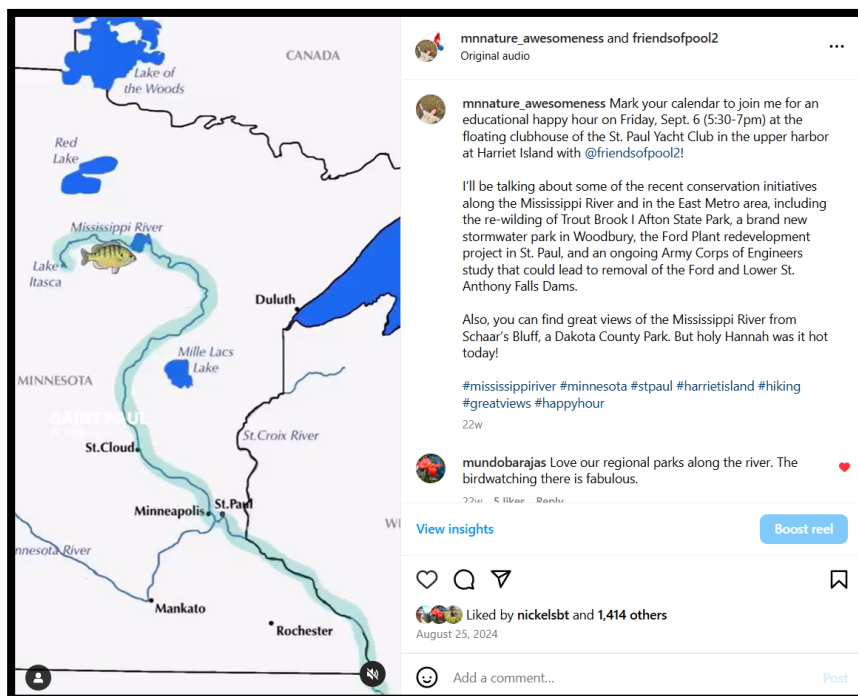 CANADA
Lake of
the Woods
Red
Lake
Mississippi River
Lake
Itasca
Duluth
Mille Lacs
Lake
MINNESOTA
SAINT PAUL
St.Cloud
St.Croix River
Minneapolis
St.Paul
WI
nnesota River
Mankato
Rochester
mnnature_awesomeness and friendsofpool2
Original audio
mnnature_awesomeness Mark your calendar to join me for an
educational happy hour on Friday, Sept. 6 (5:30-7pm) at the
floating clubhouse of the St. Paul Yacht Club in the upper harbor
at Harriet Island with @friendsofpool2!
I'll be talking about some of the recent conservation initiatives
along the Mississippi River and in the East Metro area, including
the re-wilding of Trout Brook I Afton State Park, a brand new
stormwater park in Woodbury, the Ford Plant redevelopment
project in St. Paul, and an ongoing Army Corps of Engineers
study that could lead to removal of the Ford and Lower St.
Anthony Falls Dams.
Also, you can find great views of the Mississippi River from
Schaar's Bluff, a Dakota County Park. But holy Hannah was it hot
today!
#mississippiriver #minnesota #stpaul #harrietisland #hiking
#greatviews #happyhour
22w
mundobarajas Love our regional parks along the river. The
birdwatching there is fabulous.
22w 5 likes Reply
View insights
Boost reel
Liked by nickelsbt and 1,414 others
August 25, 2024
Add a comment...
Post